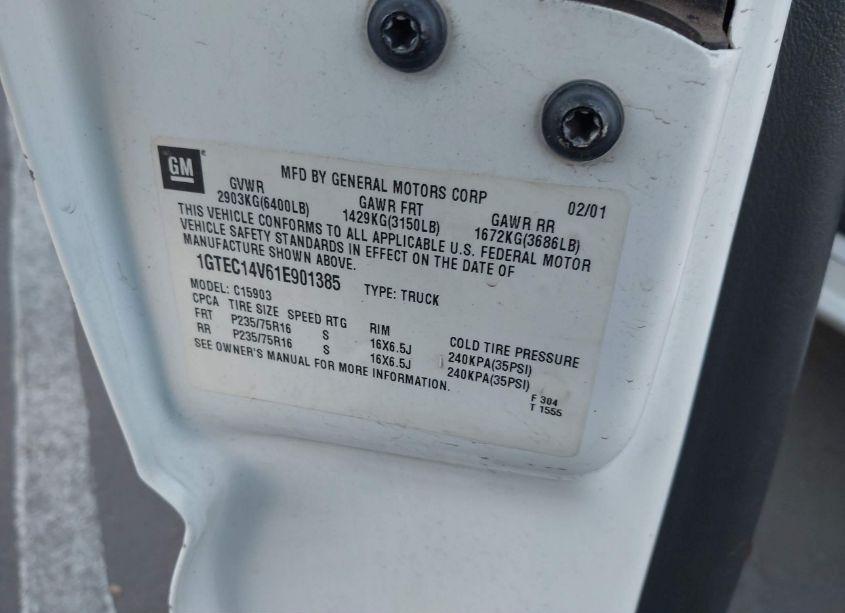 GM
MFD BY GENERAL MOTORS CORP 02/01
GVWR GAWR FRT GAWR RR
2903KG(6400LB) 1429KG(3150LB) 1672KG(3686LB)
THIS VEHICLE CONFORMS TO ALL APPLICABLE U.S. FEDERAL MOTOR
VEHICLE SAFETY STANDARDS IN EFFECT ON THE DATE OF
MANUFACTURE SHOWN ABOVE.
1GTEC14V61E901385 TYPE: TRUCK
MODEL: C15903
CPCA TIRE SIZE SPEED RTG RIM COLD TIRE PRESSURE
FRT P235/75R16 S 16X6.5J 240KPA(35PSI)
RR P235/75R16 S 16X6.5J 240KPA(35PSI)
SEE OWNER'S MANUAL FOR MORE INFORMATION.
F 304
T 1555